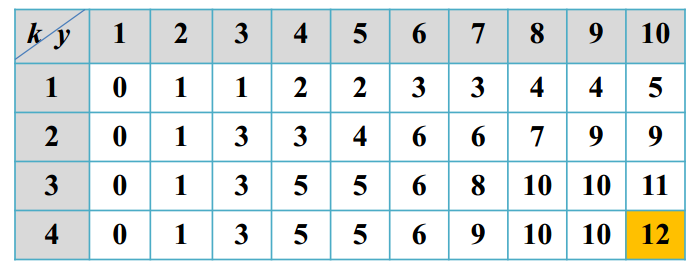 k y 1 2 3 4 5 6 7 8 9 10
1 0 1 1 2 2 3 3 4 4 5
2 0 1 3 3 4 6 6 7 9 9
3 0 1 3 5 5 6 8 10 10 11
4 0 1 3 5 5 6 9 10 10 12